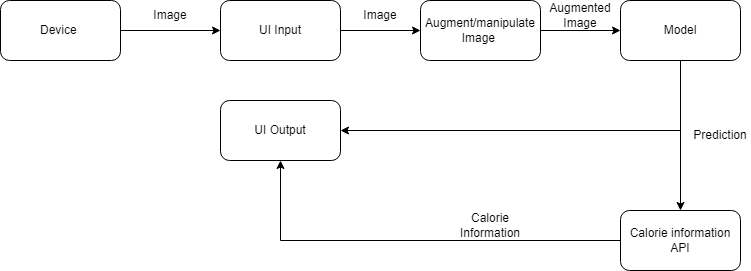 Image
Image
Augmented
Image
Device
UI Input
Augment/manipulate
Image
Model
UI Output
Prediction
Calorie
Information
Calorie information
API